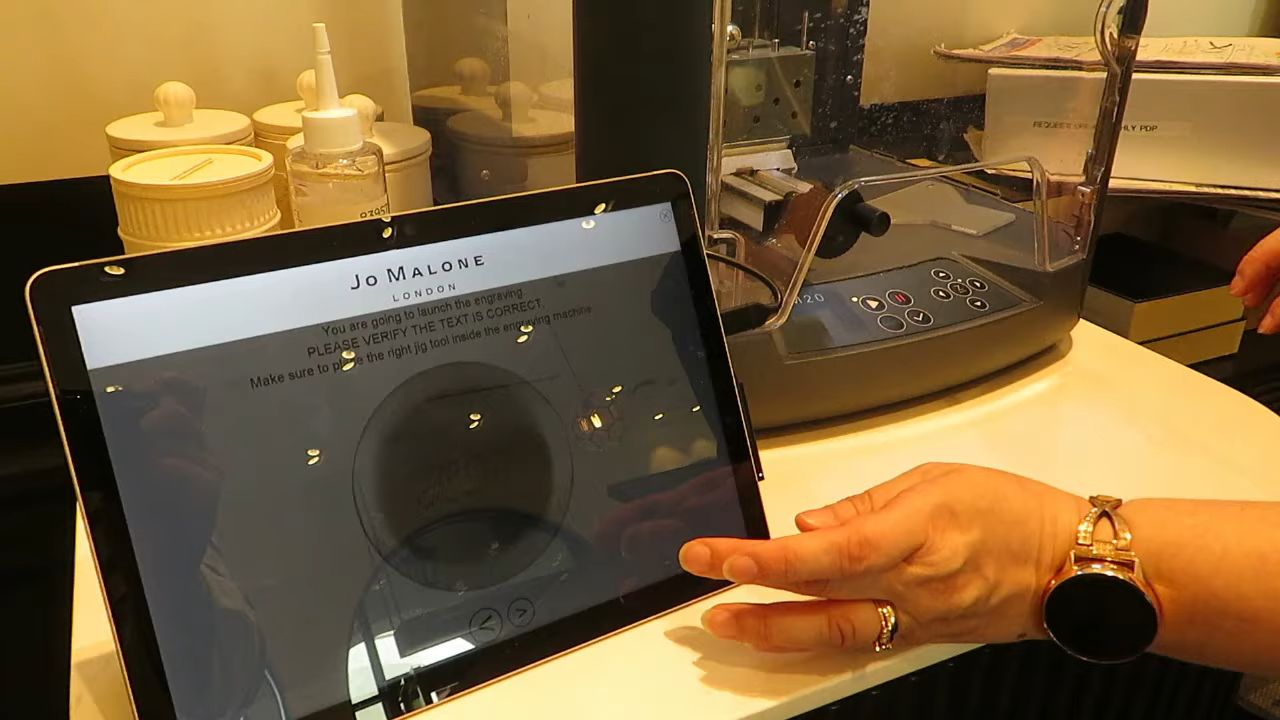 JO MALONE
LONDON
You are going to launch the engraving.
PLEASE VERIFY THE TEXT IS CORRECT.
Make sure to place the right jig tool inside the engraving machine
M20